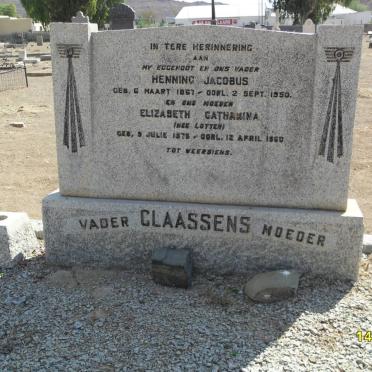 IN TERE HERINNERING
AAN
MY EGGENOOT EN ONS VADER
HENNING JACOBUS
GEB. 6 MAART 1867 - OORL. 2 SEPT. 1950.
EN ONS MOEDER
ELIZABETH CATHARINA
(NEE LOTTER)
GEB. 5 JULIE 1875 - OORL. 12 APRIL 1960
TOT WEERSIENS.
VADER CLAASSENS MOEDER
14